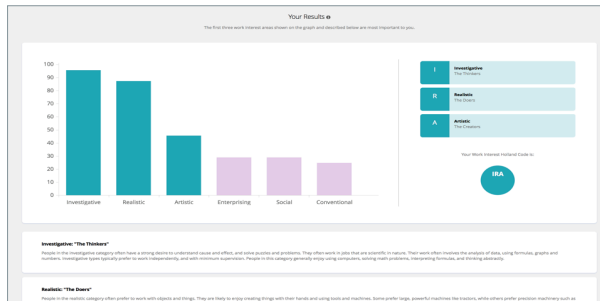 Your Results
The first three work interest areas shown on the graph and described below are most important to you.
100
90
80
70
60
50
40
30
20
10
0
Investigative Realistic Artistic Enterprising Social Conventional
I Investigative
The Thinkers
R Realistic
The Doers
A Artistic
The Creators
Your Work Interest Holland Code is:
IRA
Investigative: "The Thinkers"
People in the Investigative category often have a strong desire to understand cause and effect, and solve puzzles and problems. They often work in jobs that are scientific in nature. Their work often involves the analysis of data, using formulas, graphs and
numbers. Investigative types typically prefer to work independently, and with minimum supervision. People in this category generally enjoy using computers, solving math problems, interpreting formulas, and thinking abstractly.
Realistic: "The Doers"
People in the realistic category often prefer to work with objects and things. They are likely to enjoy creating things with their hands and using tools and machines. Some prefer large, powerful machines like tractors, while others prefer precision machinery such as